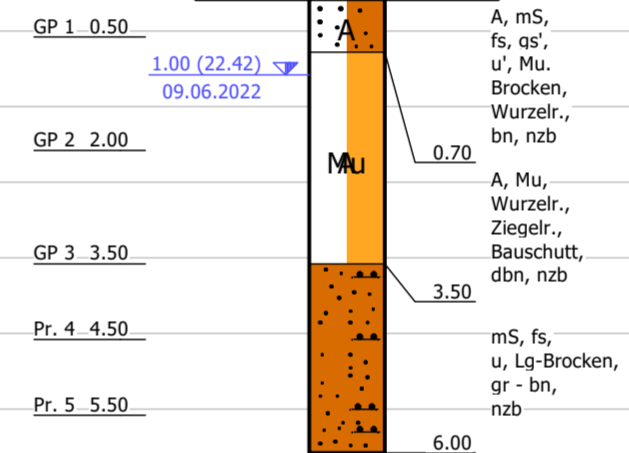 GP 1 0.50
1.00 (22.42)
09.06.2022
GP 2 2.00
GP 3 3.50
Pr. 4 4.50
Pr. 5 5.50
A
Mu
A
0.70
3.50
6.00
A, mS,
fs, gs',
u', Mu.
Brocken,
Wurzelr.,
bn, nzb
A, Mu,
Wurzelr.,
Ziegelr.,
Bauschutt,
dbn, nzb
mS, fs,
u, Lg-Brocken,
gr - bn,
nzb